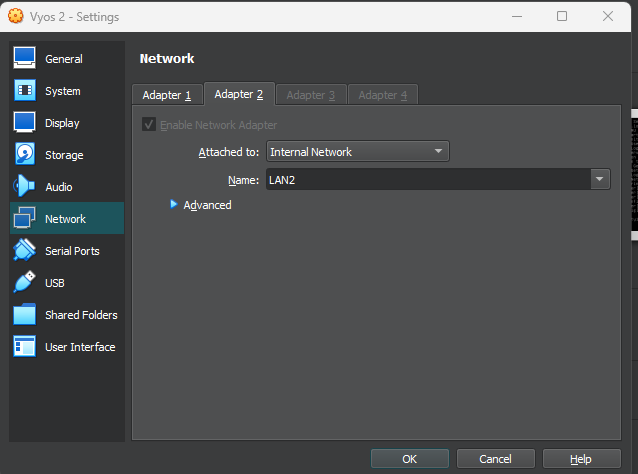 Vyos 2 - Settings
General
System
Display
Storage
Audio
Network
Serial Ports
USB
Shared Folders
User Interface
Network
Adapter 1 Adapter 2 Adapter 3 Adapter 4
Enable Network Adapter
Attached to: Internal Network
Name: LAN2
Advanced
OK Cancel Help